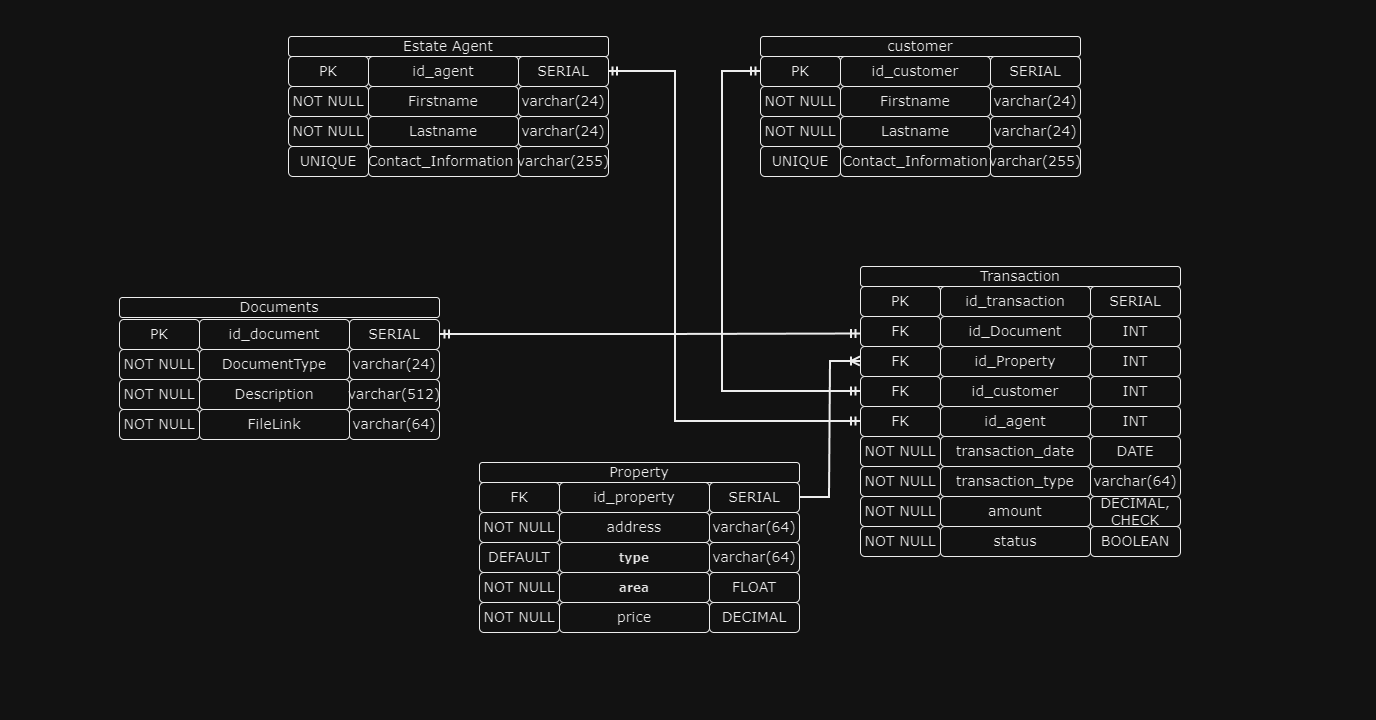 Estate Agent
PK id_agent SERIAL
NOT NULL Firstname varchar(24)
NOT NULL Lastname varchar(24)
UNIQUE Contact_Information varchar(255)
customer
PK id_customer SERIAL
NOT NULL Firstname varchar(24)
NOT NULL Lastname varchar(24)
UNIQUE Contact_Information varchar(255)
Documents
PK id_document SERIAL
NOT NULL DocumentType varchar(24)
NOT NULL Description varchar(512)
NOT NULL FileLink varchar(64)
Transaction
PK id_transaction SERIAL
FK id_Document INT
FK id_Property INT
FK id_customer INT
FK id_agent INT
NOT NULL transaction_date DATE
NOT NULL transaction_type varchar(64)
NOT NULL amount DECIMAL,
CHECK
NOT NULL status BOOLEAN
Property
FK id_property SERIAL
NOT NULL address varchar(64)
DEFAULT type varchar(64)
NOT NULL area FLOAT
NOT NULL price DECIMAL